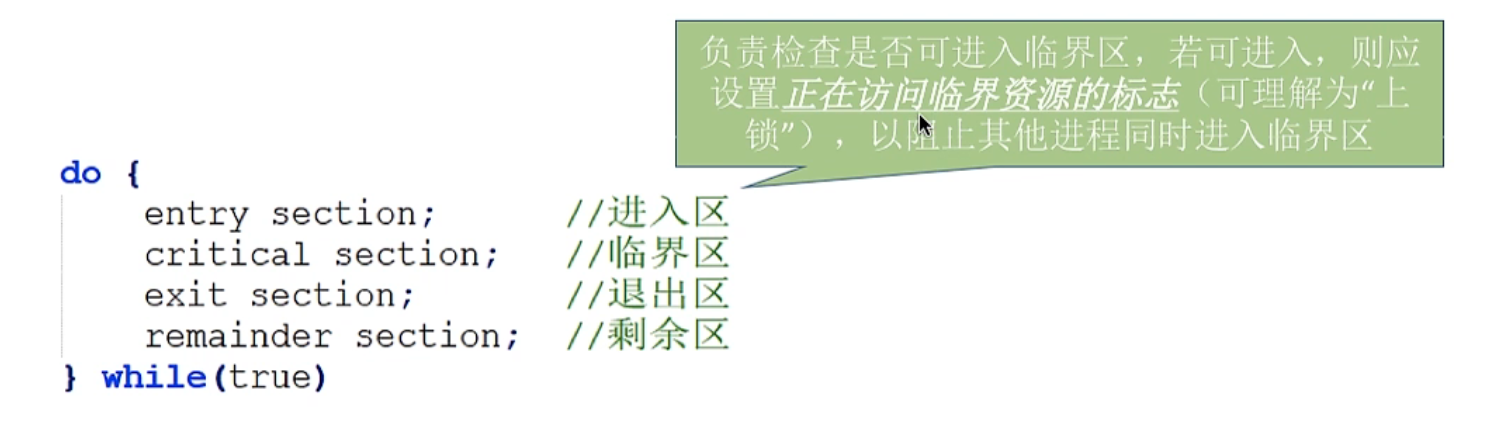 负责检查是否可进入临界区，若可进入，则应
设置正在访问临界资源的标志（可理解为“上
锁”），以阻止其他进程同时进入临界区
do {
entry section; //进入区
critical section; //临界区
exit section; //退出区
remainder section; //剩余区
} while(true)